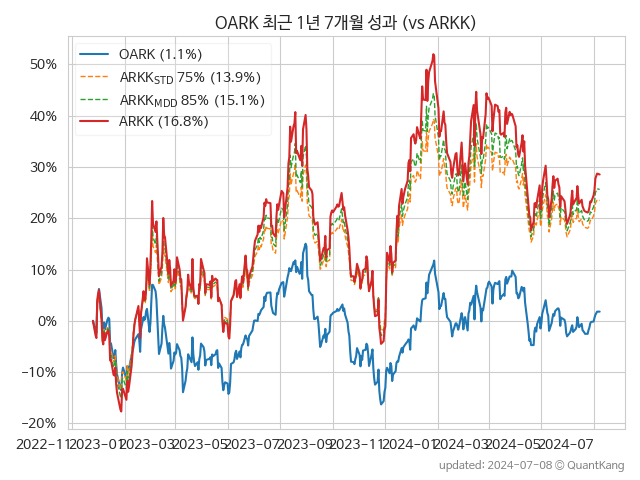 OARK 최근 1년 7개월 성과 (vs ARKK)
OARK (1.1%)
ARKK_STD 75% (13.9%)
ARKK_MDD 85% (15.1%)
ARKK (16.8%)
50%
40%
30%
20%
10%
0%
−10%
−20%
2022-11 2023-01 2023-03 2023-05 2023-07 2023-09 2023-11 2024-01 2024-03 2024-05 2024-07
updated: 2024-07-08 © QuantKang